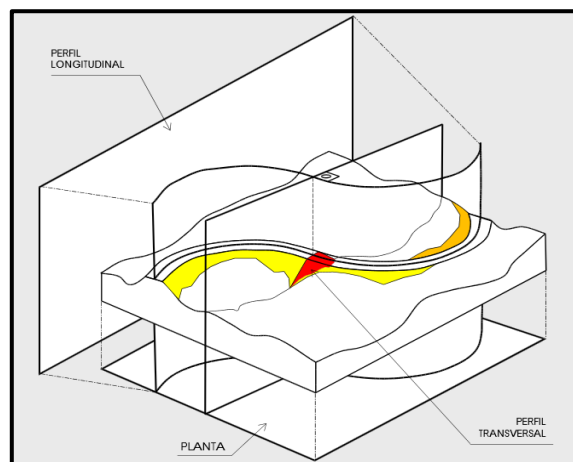 PERFIL
LONGITUDINAL
PLANTA
PERFIL
TRANSVERSAL